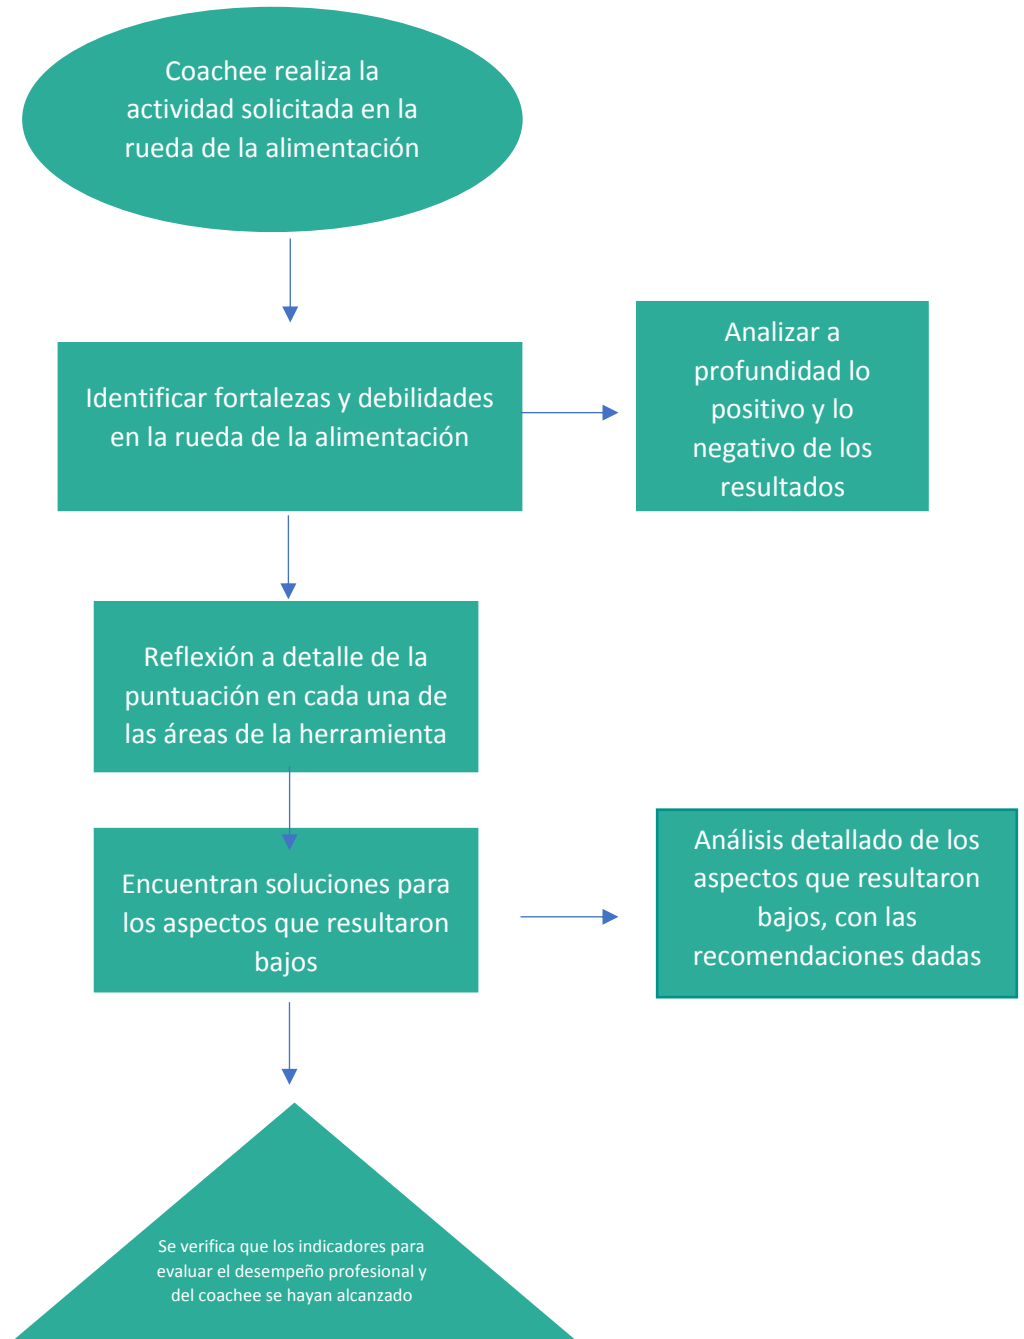 Coachee realiza la
actividad solicitada en la
rueda de la alimentación
Identificar fortalezas y debilidades
en la rueda de la alimentación
Analizar a
profundidad lo
positivo y lo
negativo de los
resultados
Reflexión a detalle de la
puntuación en cada una de
las áreas de la herramienta
Encuentran soluciones para
los aspectos que resultaron
bajos
Análisis detallado de los
aspectos que resultaron
bajos, con las
recomendaciones dadas
Se verifica que los indicadores para
evaluar el desempeño profesional y
del coachee se hayan alcanzado